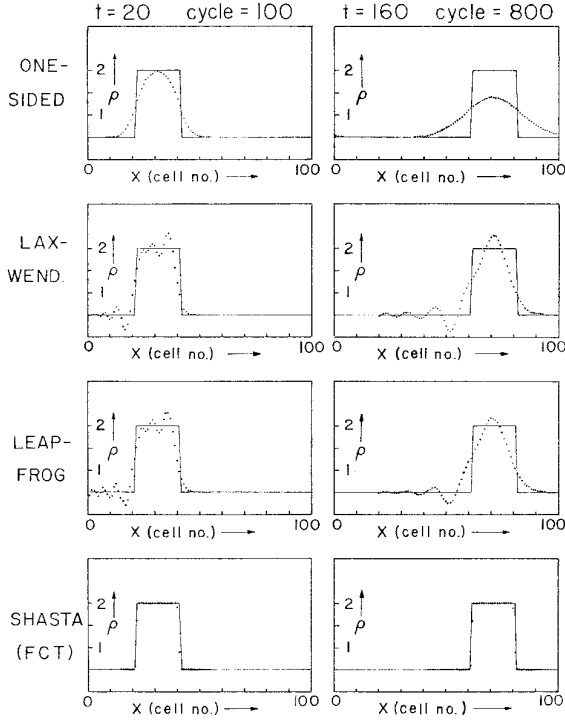 t = 20 cycle = 100 t = 160 cycle = 800
ONE-
SIDED
2
ρ
1
0 100
X (cell no.)
2
ρ
1
0 100
X (cell no.)
LAX-
WEND.
2
ρ
1
0 100
X (cell no.)
2
ρ
1
0 100
X (cell no.)
LEAP-
FROG
2
ρ
1
0 100
X (cell no.)
2
ρ
1
0 100
X (cell no.)
SHASTA
(FCT)
2
ρ
1
0 100
X (cell no.)
2
ρ
1
0 100
X (cell no.)